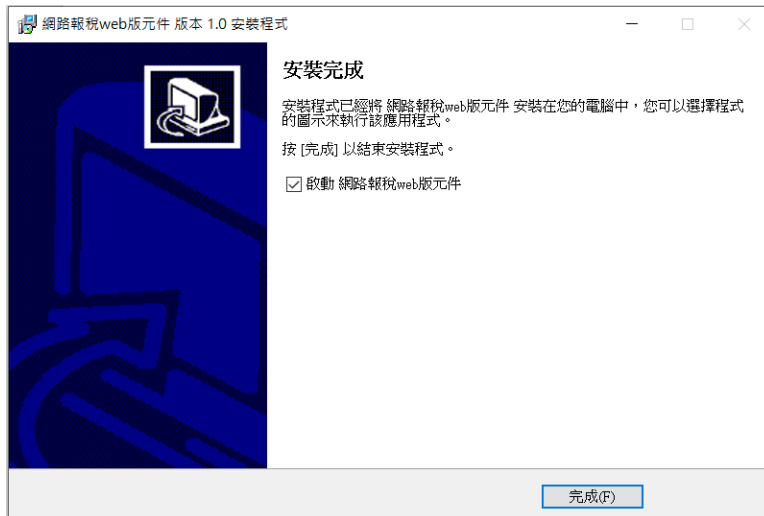 網路報稅web版元件 版本 1.0 安裝程式
安裝完成
安裝程式已經將 網路報稅web版元件 安裝在您的電腦中，您可以選擇程式
的圖示來執行該應用程式。
按 [完成] 以結束安裝程式。
啟動 網路報稅web版元件
完成(F)